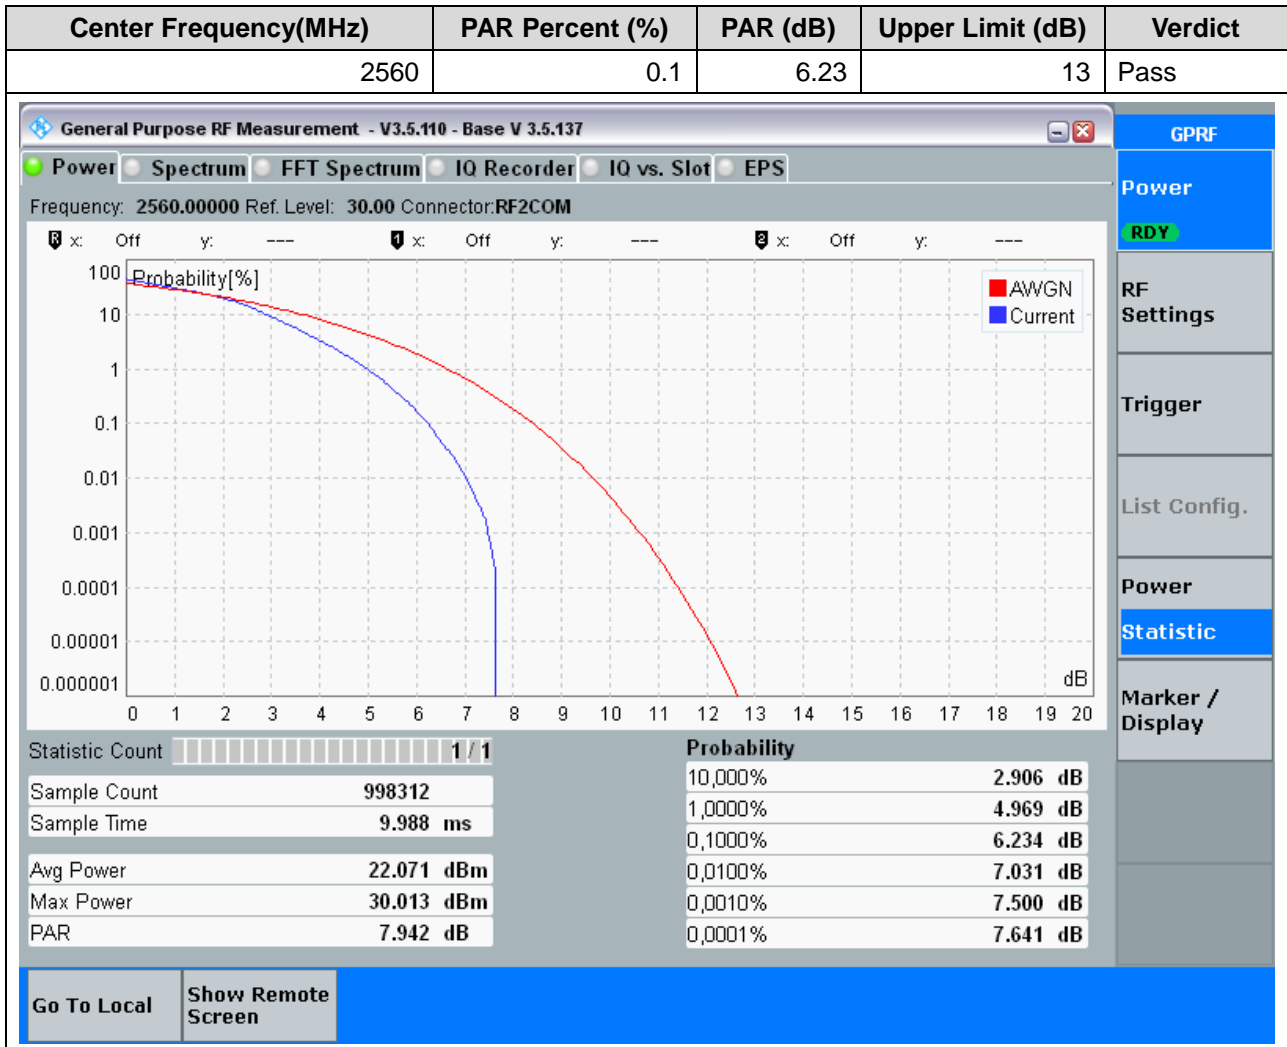 Center Frequency(MHz) PAR Percent (%) PAR (dB) Upper Limit (dB) Verdict
2560 0.1 6.23 13 Pass
General Purpose RF Measurement - V3.5.110 - Base V 3.5.137
GPRF
Power Spectrum FFT Spectrum IQ Recorder IQ vs. Slot EPS
Power
RDY
Frequency: 2560.00000 Ref. Level: 30.00 Connector:RF2COM
R x: Off y: --- 1 x: Off y: --- 2 x: Off y: ---
Probability[%]
AWGN
Current
100
10
1
0.1
0.01
0.001
0.0001
0.00001
0.000001
dB
0 1 2 3 4 5 6 7 8 9 10 11 12 13 14 15 16 17 18 19 20
RF
Settings
Trigger
List Config.
Power
Statistic
Marker /
Display
Statistic Count 1 / 1
Sample Count 998312
Sample Time 9.988 ms
Avg Power 22.071 dBm
Max Power 30.013 dBm
PAR 7.942 dB
Probability
10,000% 2.906 dB
1,0000% 4.969 dB
0,1000% 6.234 dB
0,0100% 7.031 dB
0,0010% 7.500 dB
0,0001% 7.641 dB
Go To Local
Show Remote
Screen